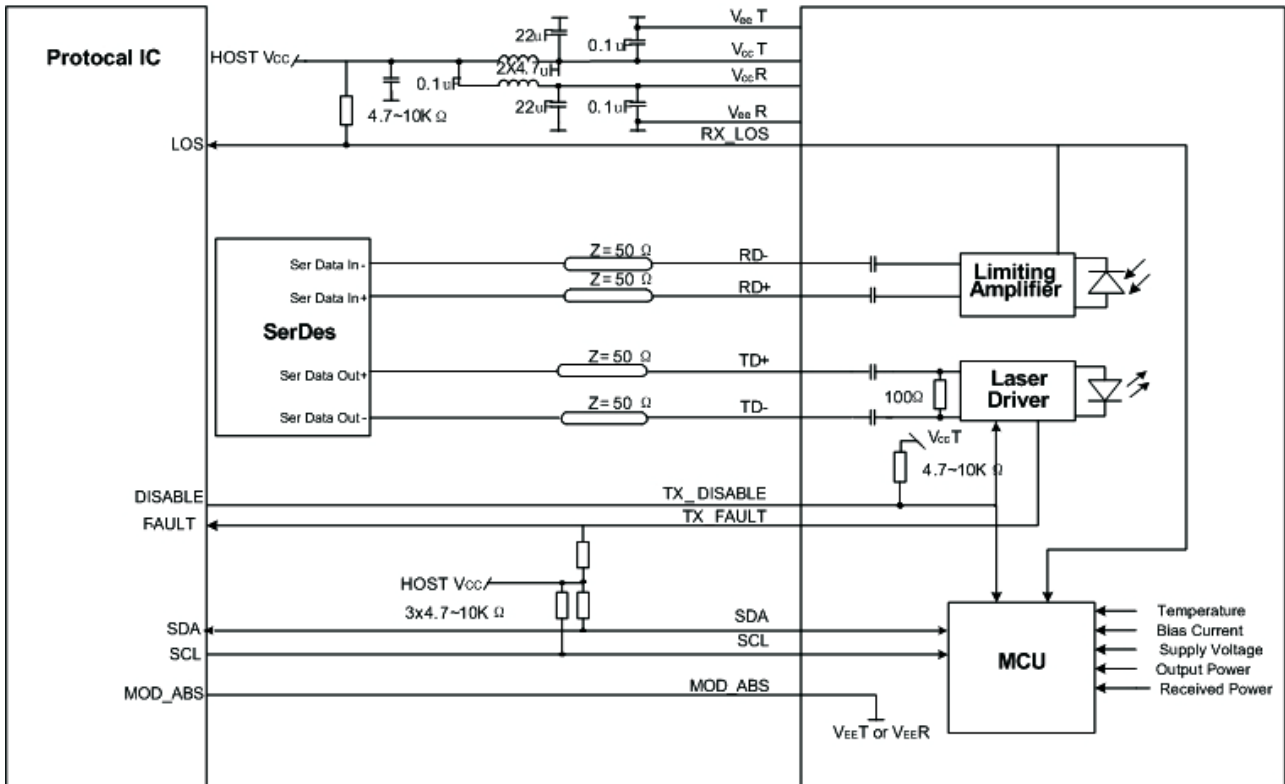 Protocal IC
HOST Vcc
22uF
0.1uF
VeeT
VccT
2X4.7uH
0.1uF
VccR
22uF
0.1uF
VeeR
4.7~10K Ω
LOS
RX_LOS
Z=50 Ω
RD-
Ser Data In-
Z=50 Ω
RD+
Ser Data In+
Limiting
Amplifier
SerDes
Z=50 Ω
TD+
Ser Data Out+
Z=50 Ω
TD-
Ser Data Out-
100Ω
Laser
Driver
VccT
4.7~10K Ω
DISABLE
TX_DISABLE
FAULT
TX FAULT
HOST Vcc
3x4.7~10K Ω
SDA
SDA
SCL
SCL
MOD_ABS
MOD_ABS
VEET or VEER
MCU
Temperature
Bias Current
Supply Voltage
Output Power
Received Power